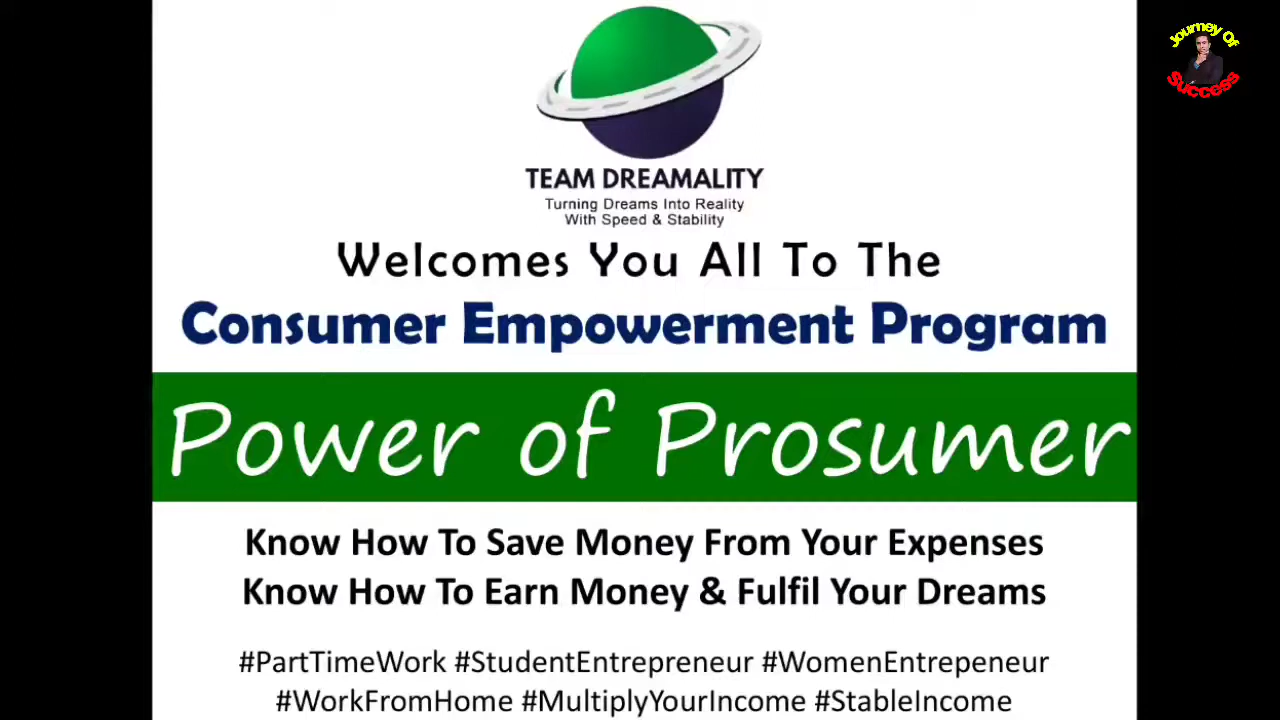 Journey Of
Success
TEAM DREAMALITY
Turning Dreams Into Reality
With Speed & Stability
Welcomes You All To The
Consumer Empowerment Program
Power of Prosumer
Know How To Save Money From Your Expenses
Know How To Earn Money & Fulfil Your Dreams
#PartTimeWork #StudentEntrepreneur #WomenEntrepeneur
#WorkFromHome #MultiplyYourIncome #StableIncome